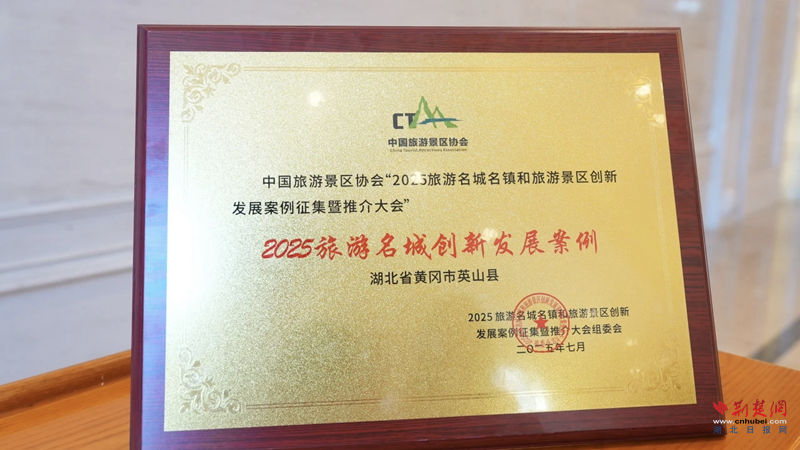 CTAA
中国旅游景区协会
China Tourist Attractions Association
中国旅游景区协会“2025旅游名城名镇和旅游景区创新
发展案例征集暨推介大会”
2025旅游名城创新发展案例
湖北省黄冈市英山县
2025 旅游名城名镇和旅游景区创新
发展案例征集暨推介大会组委会
二〇二五年七月
荆楚网
www.cnhubei.com
湖北日报网